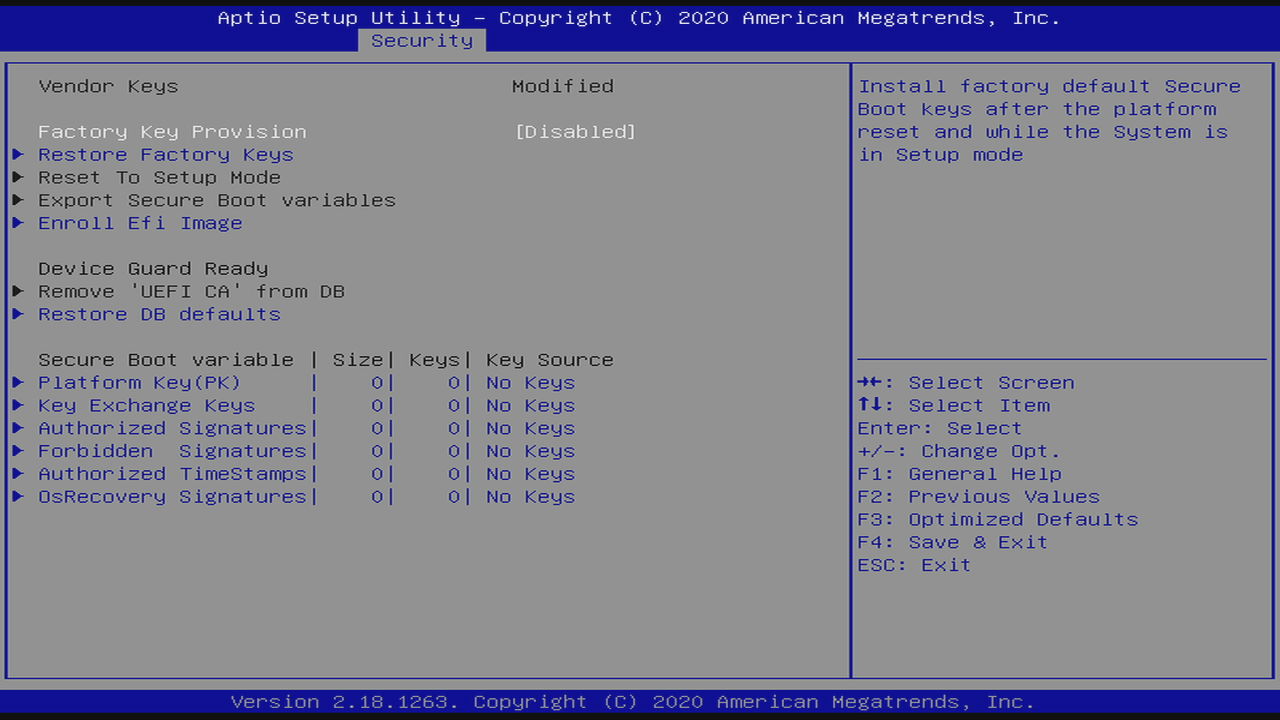 Aptio Setup Utility – Copyright (C) 2020 American Megatrends, Inc.
Security
Vendor Keys Modified
Factory Key Provision [Disabled]
Restore Factory Keys
Reset To Setup Mode
Export Secure Boot variables
Enroll Efi Image
Device Guard Ready
Remove 'UEFI CA' from DB
Restore DB defaults
Secure Boot variable | Size| Keys| Key Source
Platform Key(PK) | 0| 0| No Keys
Key Exchange Keys | 0| 0| No Keys
Authorized Signatures| 0| 0| No Keys
Forbidden Signatures| 0| 0| No Keys
Authorized TimeStamps| 0| 0| No Keys
OsRecovery Signatures| 0| 0| No Keys
Install factory default Secure
Boot keys after the platform
reset and while the System is
in Setup mode
→←: Select Screen
↑↓: Select Item
Enter: Select
+/-: Change Opt.
F1: General Help
F2: Previous Values
F3: Optimized Defaults
F4: Save & Exit
ESC: Exit
Version 2.18.1263. Copyright (C) 2020 American Megatrends, Inc.